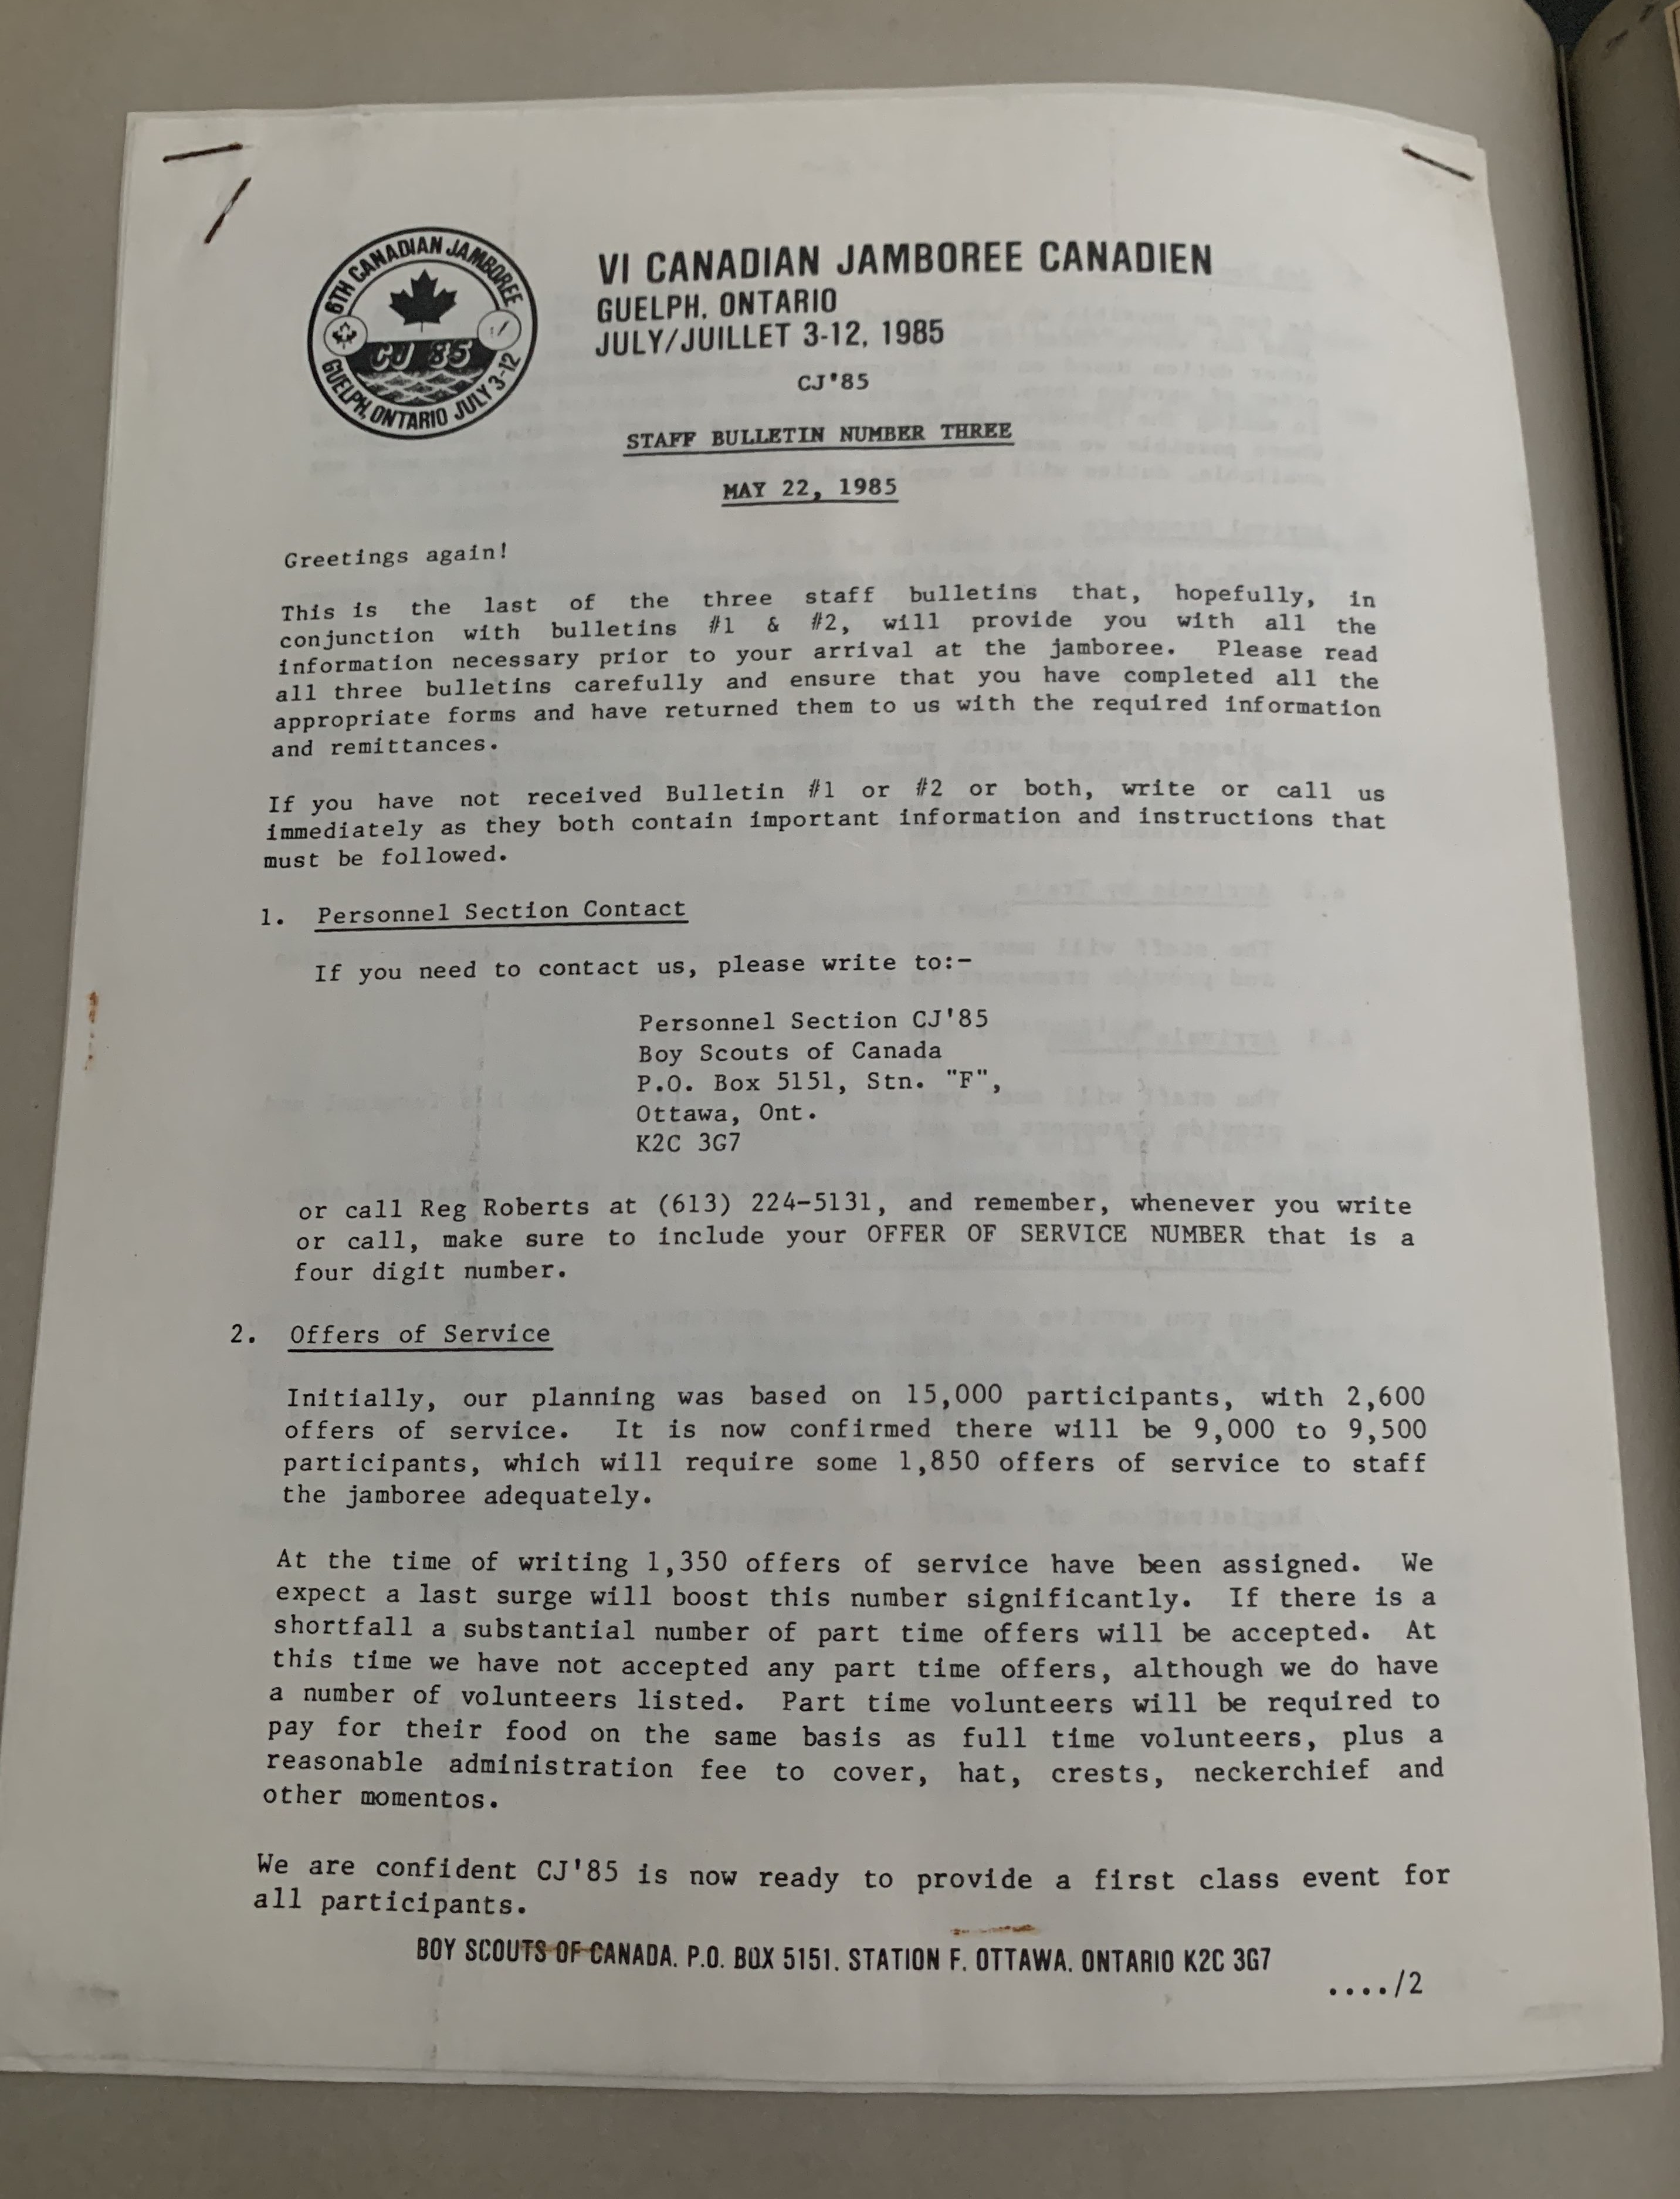 6TH CANADIAN JAMBOREE
CJ 85
GUELPH, ONTARIO JULY 3-12
VI CANADIAN JAMBOREE CANADIEN
GUELPH, ONTARIO
JULY/JUILLET 3-12, 1985
CJ'85
STAFF BULLETIN NUMBER THREE
MAY 22, 1985
Greetings again!
This is the last of the three staff bulletins that, hopefully, in
conjunction with bulletins #1 & #2, will provide you with all the
information necessary prior to your arrival at the jamboree. Please read
all three bulletins carefully and ensure that you have completed all the
appropriate forms and have returned them to us with the required information
and remittances.
If you have not received Bulletin #1 or #2 or both, write or call us
immediately as they both contain important information and instructions that
must be followed.
1. Personnel Section Contact
If you need to contact us, please write to:-
Personnel Section CJ'85
Boy Scouts of Canada
P.O. Box 5151, Stn. "F",
Ottawa, Ont.
K2C 3G7
or call Reg Roberts at (613) 224-5131, and remember, whenever you write
or call, make sure to include your OFFER OF SERVICE NUMBER that is a
four digit number.
2. Offers of Service
Initially, our planning was based on 15,000 participants, with 2,600
offers of service. It is now confirmed there will be 9,000 to 9,500
participants, which will require some 1,850 offers of service to staff
the jamboree adequately.
At the time of writing 1,350 offers of service have been assigned. We
expect a last surge will boost this number significantly. If there is a
shortfall a substantial number of part time offers will be accepted. At
this time we have not accepted any part time offers, although we do have
a number of volunteers listed. Part time volunteers will be required to
pay for their food on the same basis as full time volunteers, plus a
reasonable administration fee to cover, hat, crests, neckerchief and
other momentos.
We are confident CJ'85 is now ready to provide a first class event for
all participants.
BOY SCOUTS OF CANADA, P.O. BOX 5151, STATION F, OTTAWA, ONTARIO K2C 3G7
..../2